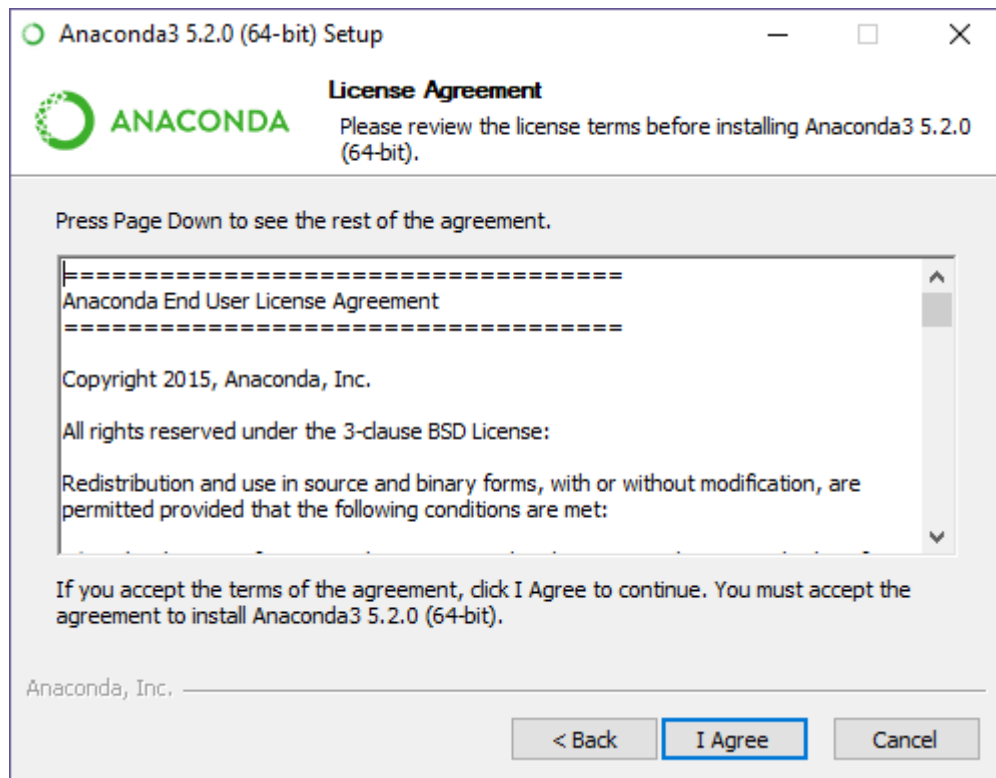 Anaconda3 5.2.0 (64-bit) Setup
ANACONDA
License Agreement
Please review the license terms before installing Anaconda3 5.2.0
(64-bit).
Press Page Down to see the rest of the agreement.
===================================
Anaconda End User License Agreement
===================================
Copyright 2015, Anaconda, Inc.
All rights reserved under the 3-clause BSD License:
Redistribution and use in source and binary forms, with or without modification, are
permitted provided that the following conditions are met:
If you accept the terms of the agreement, click I Agree to continue. You must accept the
agreement to install Anaconda3 5.2.0 (64-bit).
Anaconda, Inc.
< Back
I Agree
Cancel